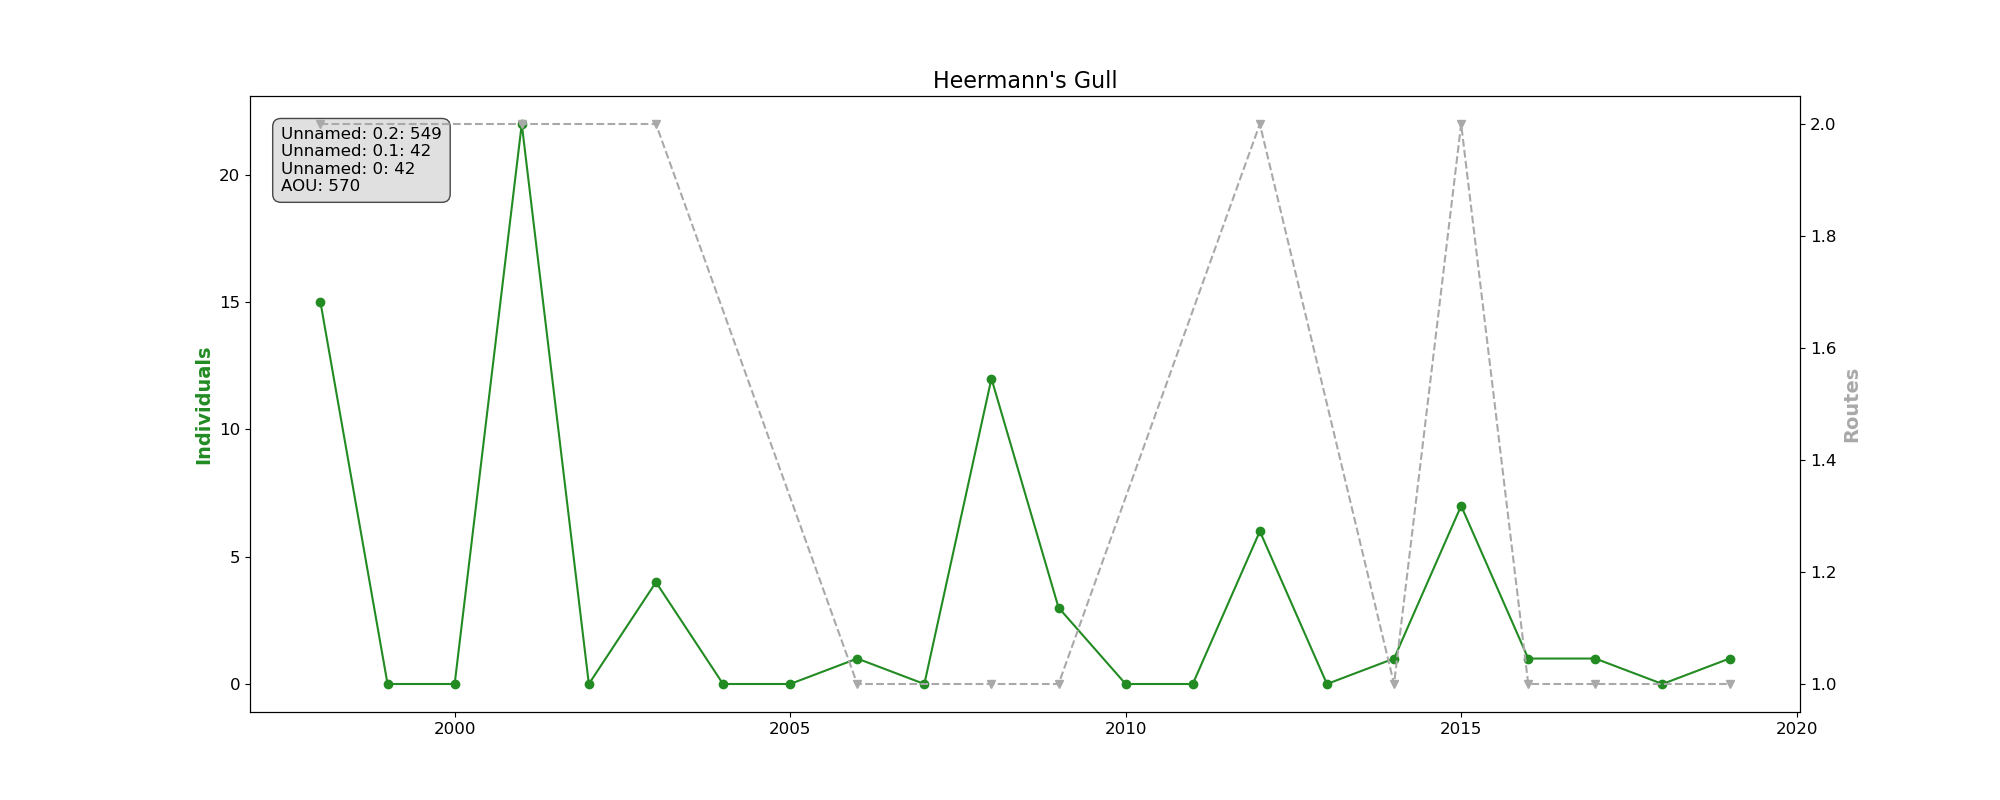 Heermann's Gull
Unnamed: 0.2: 549
Unnamed: 0.1: 42
Unnamed: 0: 42
AOU: 570
Individuals
20
15
10
5
0
2.0
1.8
1.6
1.4
1.2
1.0
Routes
2000 2005 2010 2015 2020